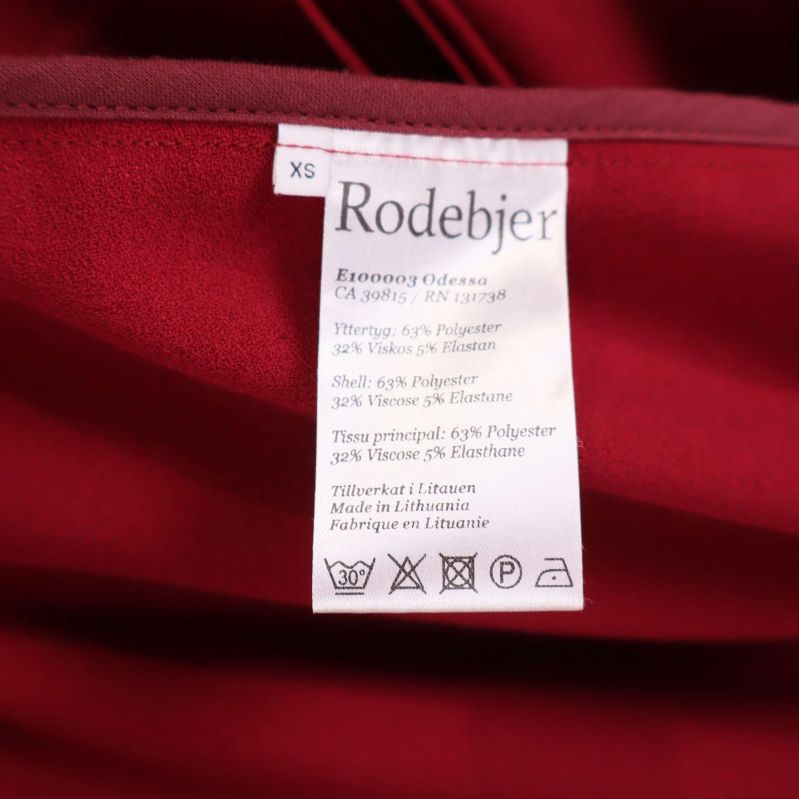 XS
Rodebjer
E100003 Odessa
CA 39815 / RN 131738
Yttertyg: 63% Polyester
32% Viskos 5% Elastan
Shell: 63% Polyester
32% Viscose 5% Elastane
Tissu principal: 63% Polyester
32% Viscose 5% Elasthane
Tillverkat i Litauen
Made in Lithuania
Fabrique en Lituanie
30°
P